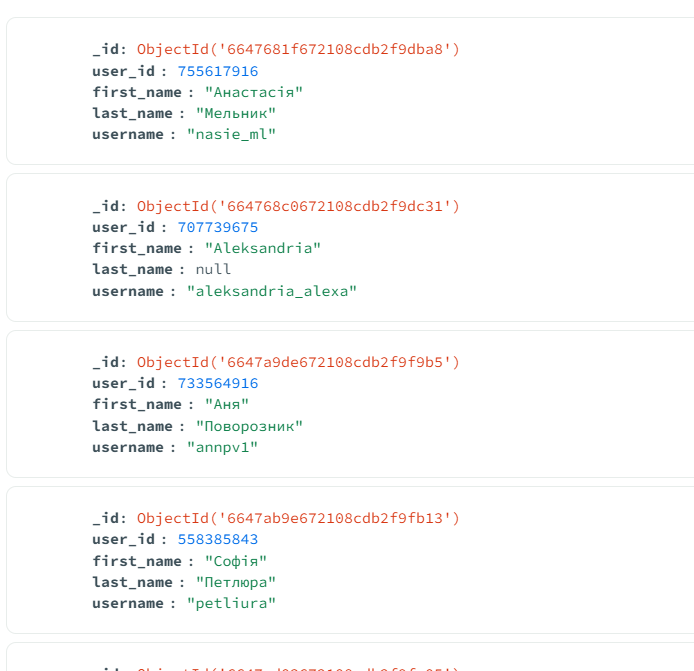 _id: ObjectId('6647681f672108cdb2f9dba8')
user_id : 755617916
first_name : "Анастасія"
last_name : "Мельник"
username : "nasie_ml"
_id: ObjectId('664768c0672108cdb2f9dc31')
user_id : 707739675
first_name : "Aleksandria"
last_name : null
username : "aleksandria_alexa"
_id: ObjectId('6647a9de672108cdb2f9f9b5')
user_id : 733564916
first_name : "Аня"
last_name : "Поворозник"
username : "annpv1"
_id: ObjectId('6647ab9e672108cdb2f9fb13')
user_id : 558385843
first_name : "Софія"
last_name : "Петлюра"
username : "petliura"